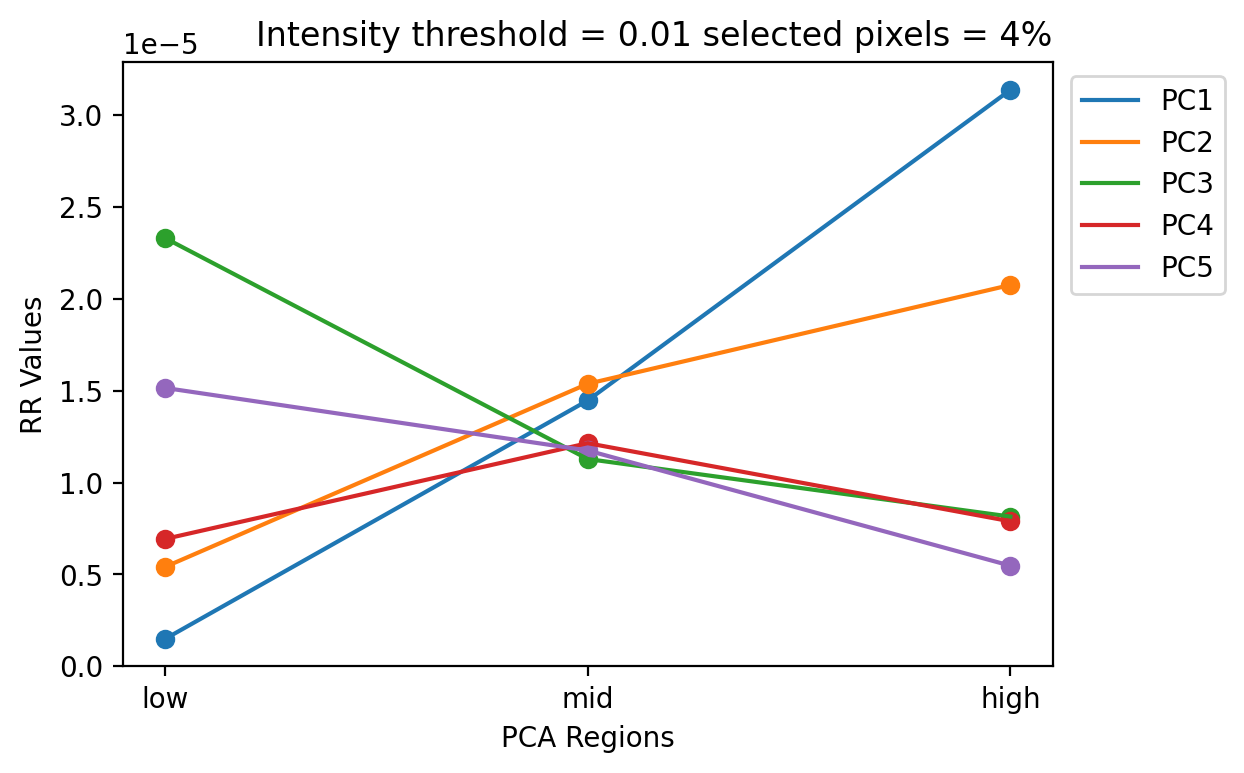 Intensity threshold = 0.01 selected pixels = 4%
1e−5
3.0
2.5
2.0
1.5
1.0
0.5
0.0
RR Values
low
mid
high
PCA Regions
PC1
PC2
PC3
PC4
PC5